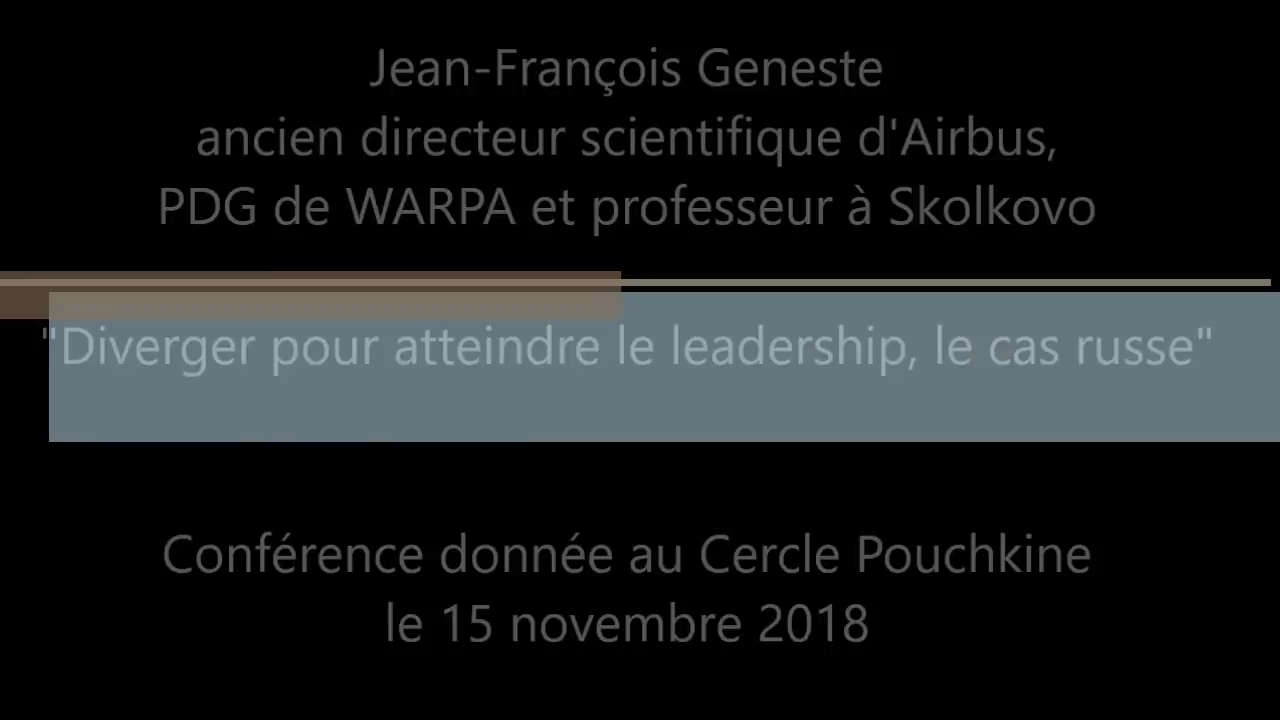 Jean-François Geneste
ancien directeur scientifique d'Airbus,
PDG de WARPA et professeur à Skolkovo
"Diverger pour atteindre le leadership, le cas russe"
Conférence donnée au Cercle Pouchkine
le 15 novembre 2018